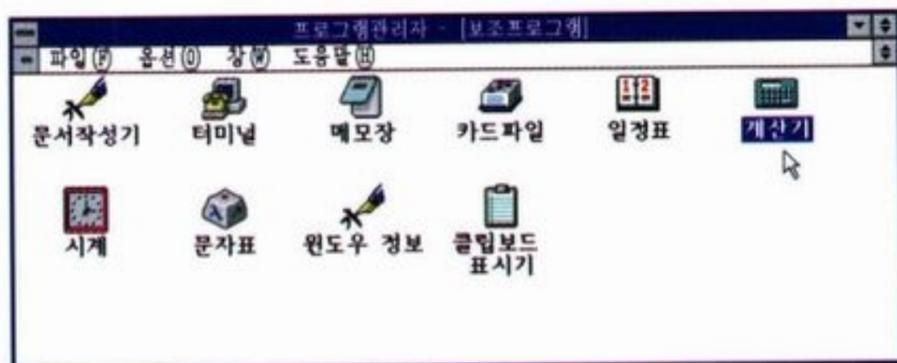 프로그램관리자 - [보조프로그램]
파일(F) 옵션(O) 창(W) 도움말(H)
문서작성기 터미널 메모장 카드파일 일정표 계산기
시계 문자표 윈도우 정보 클립보드
표시기